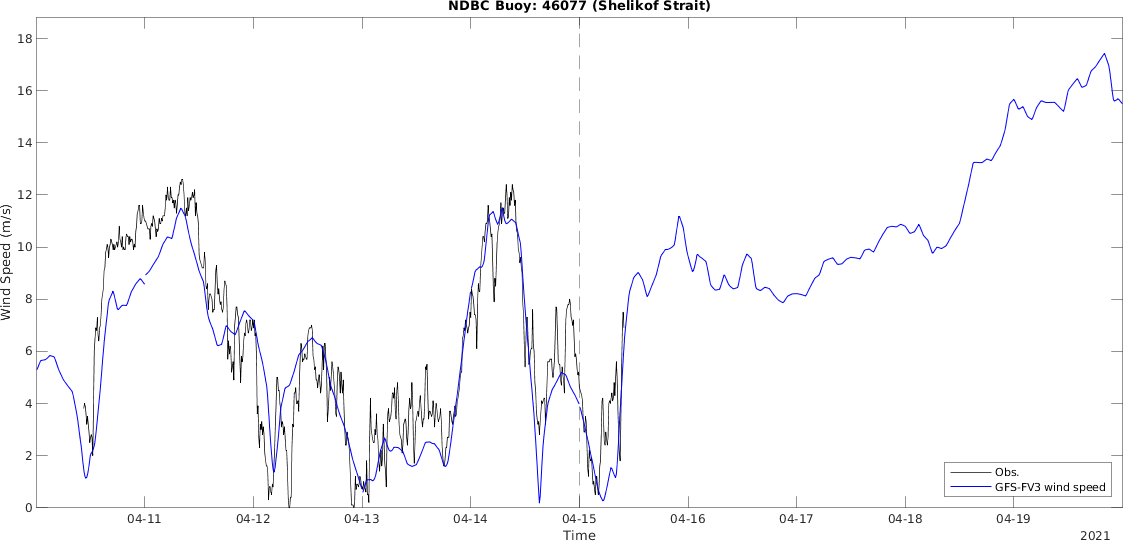 NDBC Buoy: 46077 (Shelikof Strait)
18
16
14
12
10
8
6
4
2
0
Wind Speed (m/s)
04-11 04-12 04-13 04-14 04-15 04-16 04-17 04-18 04-19
Time
2021
Obs.
GFS-FV3 wind speed